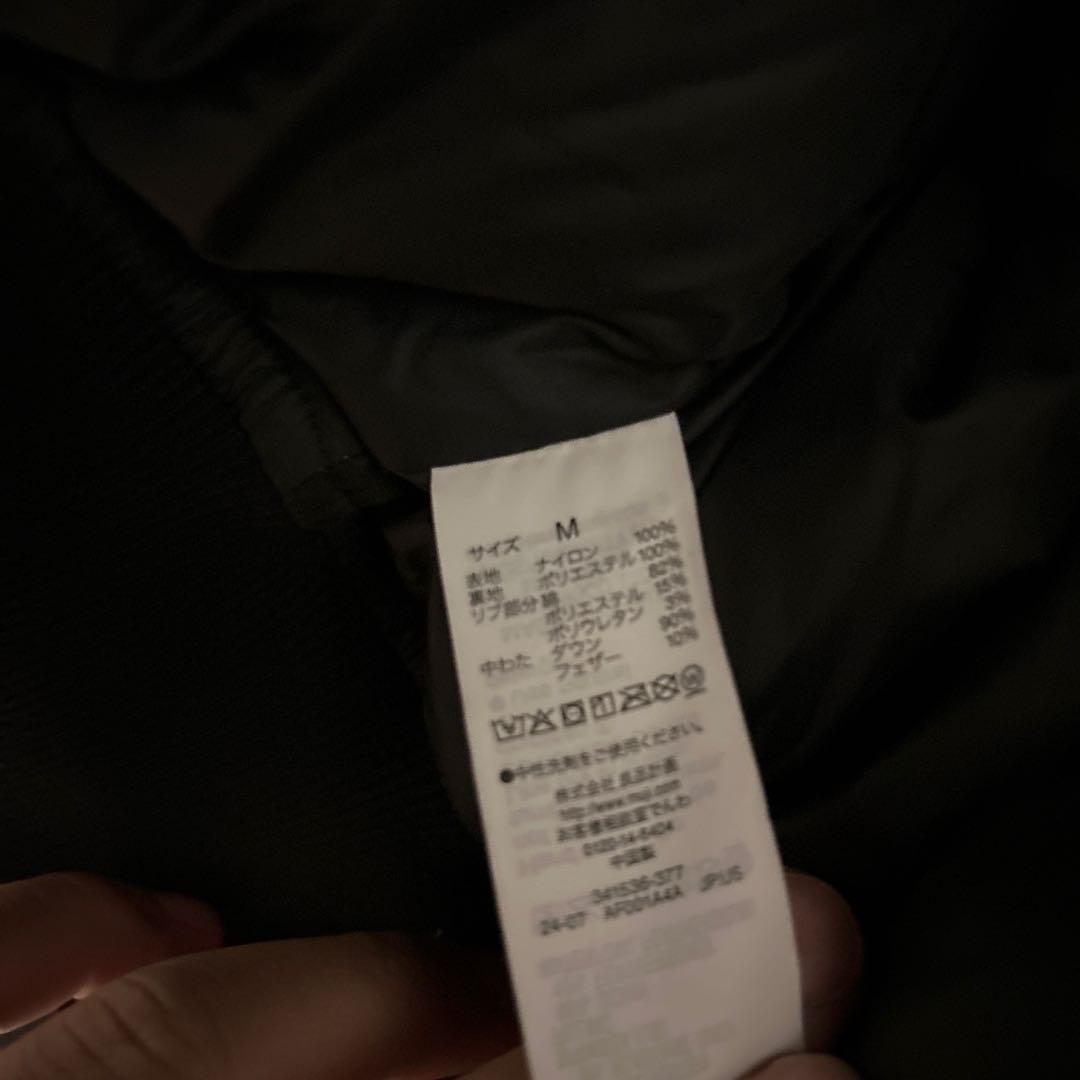 サイズ M
表地 ナイロン 100%
裏地 ポリエステル 100%
リブ部分 綿 82%
ポリエステル 15%
ポリウレタン 3%
中わた ダウン 90%
フェザー 10%
●中性洗剤をご使用ください。
株式会社 良品計画
http://www.muji.com
お客様相談室でんわ
0120-14-6404
中国製
341536-377
24-07 AF001A4A JP.US